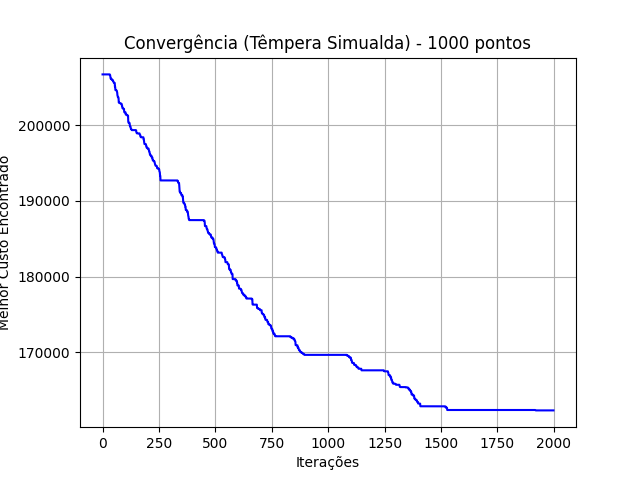 Convergência (Têmpera Simualda) - 1000 pontos
Melhor Custo Encontrado
200000
190000
180000
170000
0 250 500 750 1000 1250 1500 1750 2000
Iterações